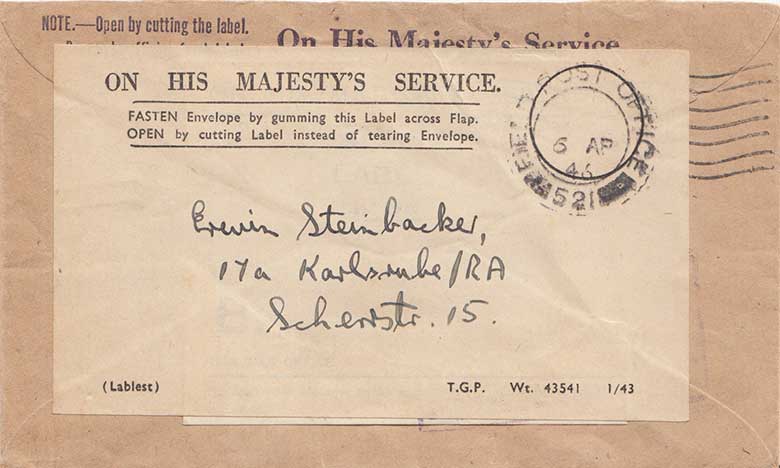 NOTE.—Open by cutting the label.
On His Majesty's Service
ON HIS MAJESTY'S SERVICE.
FASTEN Envelope by gumming this Label across Flap.
OPEN by cutting Label instead of tearing Envelope.
FIELD POST OFFICE
6 AP
46
521
Erwin Steinbacker,
17a Karlsruhe/RA
15.
(Lablest)
T.G.P. Wt. 43541 1/43